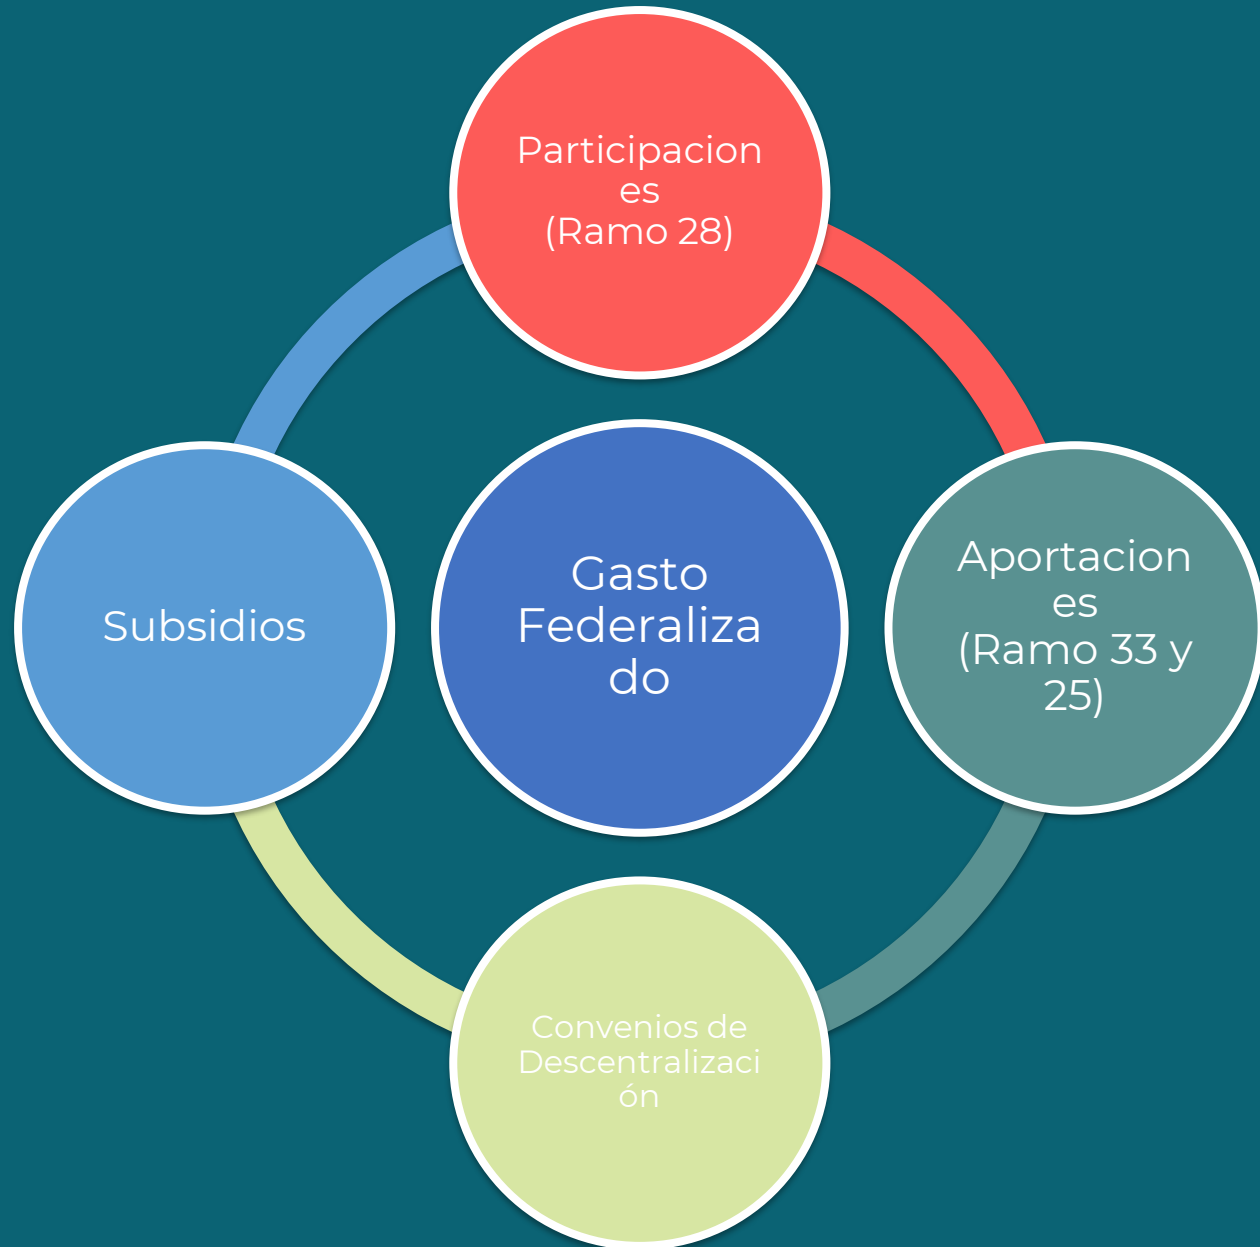 Participacion
es
(Ramo 28)
Subsidios
Gasto
Federaliza
do
Aportacion
es
(Ramo 33 y
25)
Convenios de
Descentralizaci
ón